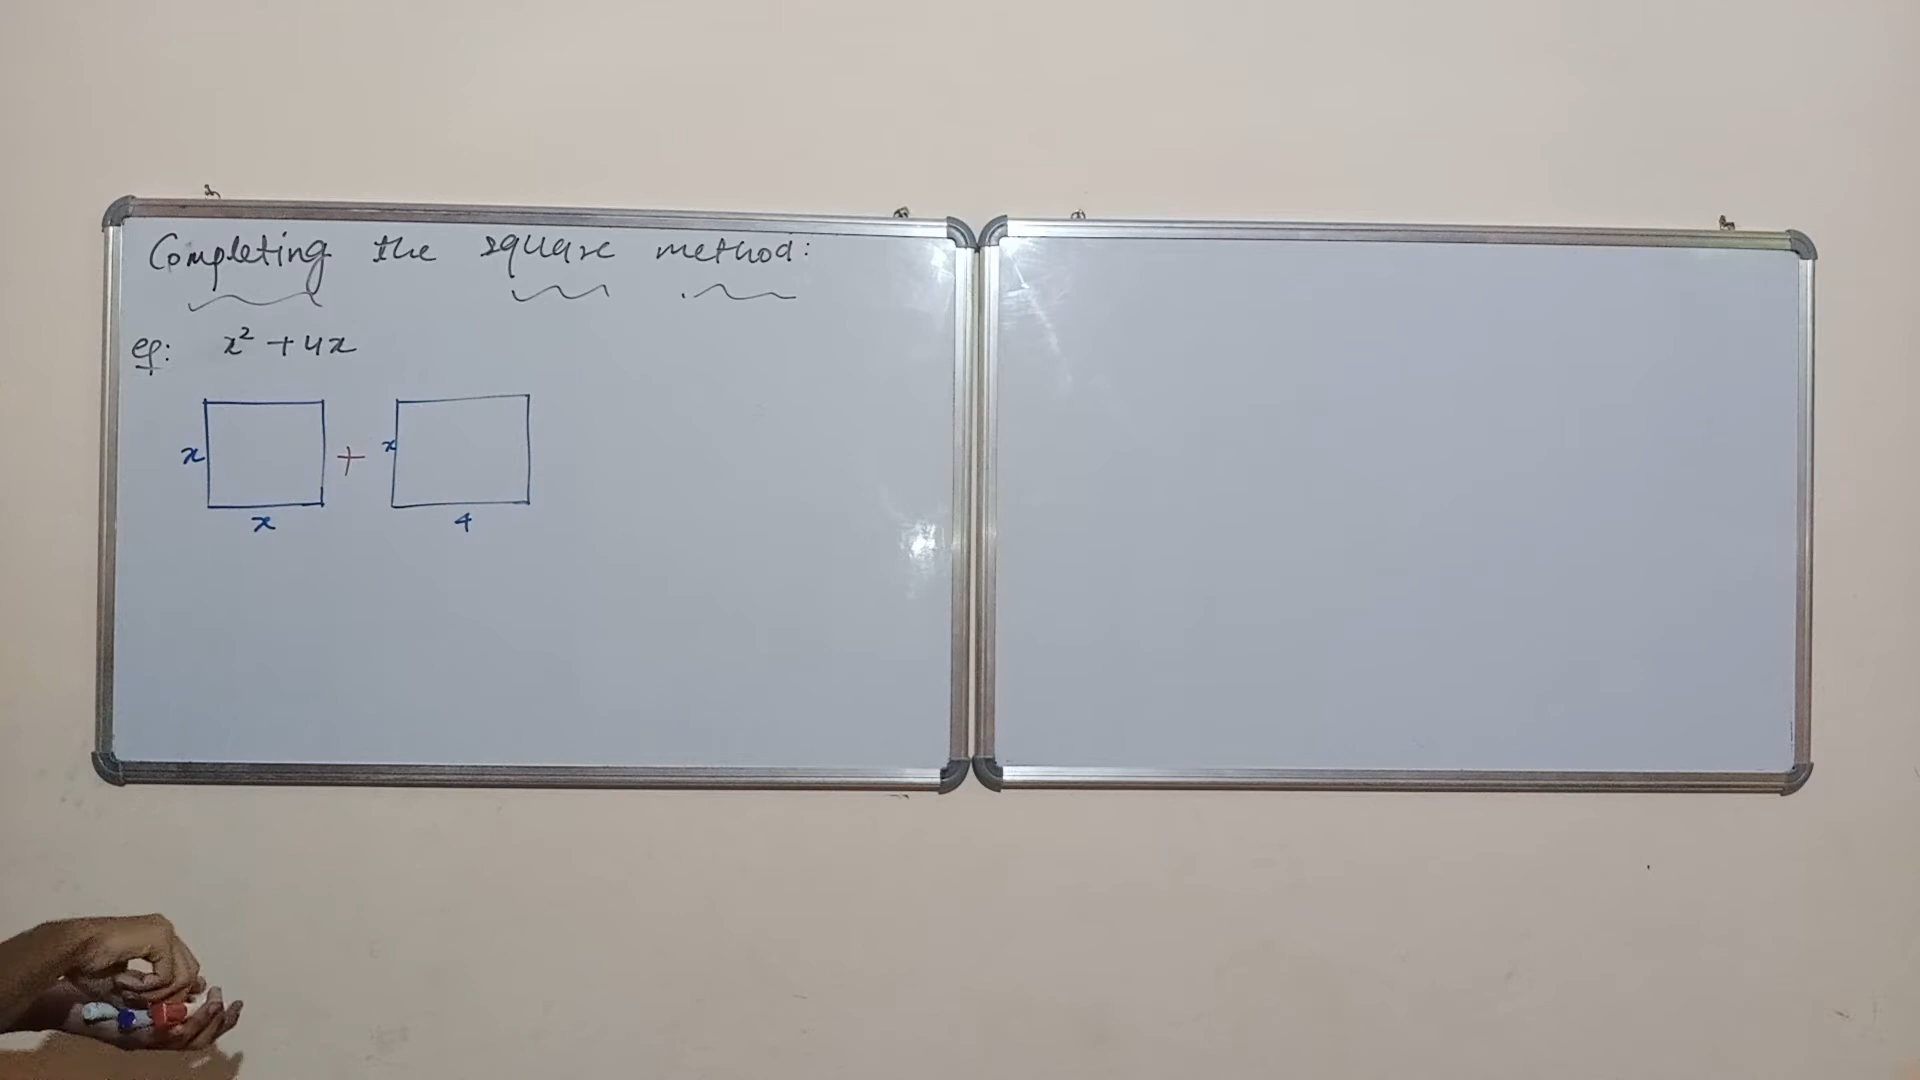 Completing the square method:
eg: x² + 4x
x + x
x 4